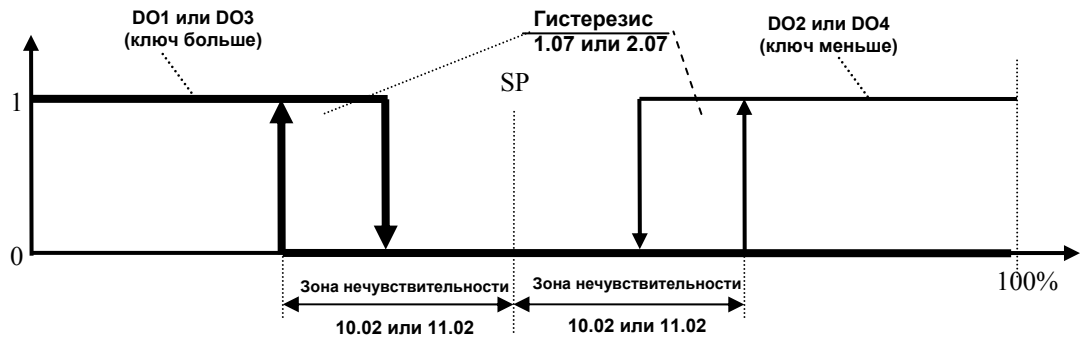 DO1 или DO3
(ключ больше)
Гистерезис
1.07 или 2.07
DO2 или DO4
(ключ меньше)
SP
1
0
100%
Зона нечувствительности
Зона нечувствительности
10.02 или 11.02
10.02 или 11.02